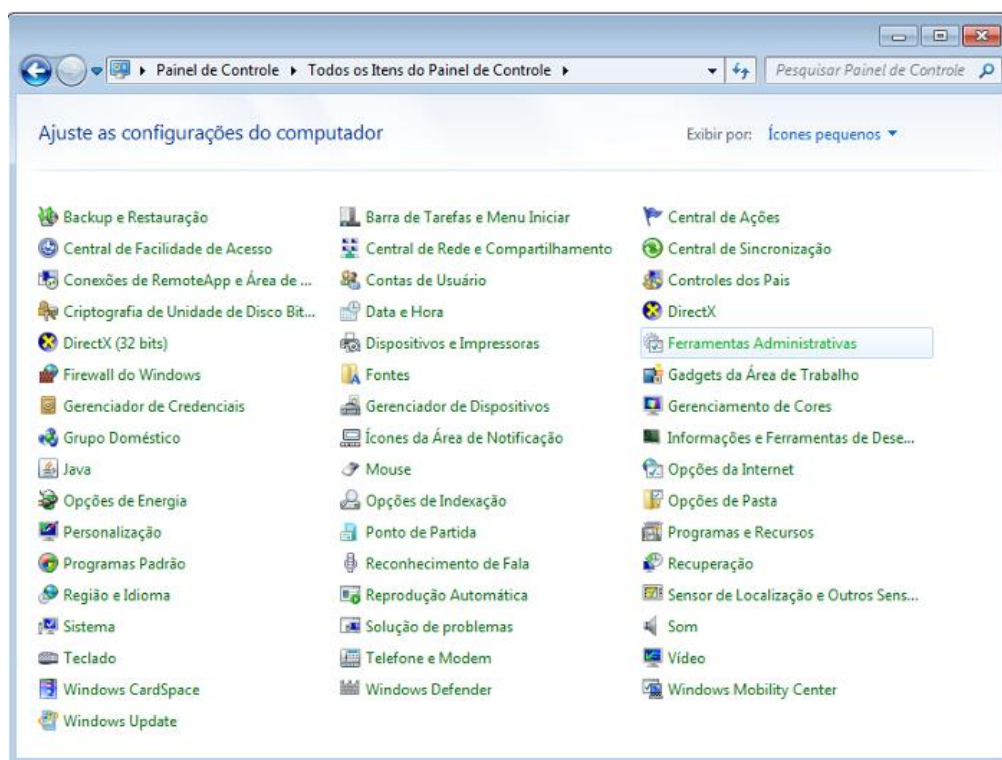 Painel de Controle ▸ Todos os Itens do Painel de Controle ▸ Pesquisar Painel de Controle
Ajuste as configurações do computador Exibir por: Ícones pequenos
Backup e Restauração Barra de Tarefas e Menu Iniciar Central de Ações
Central de Facilidade de Acesso Central de Rede e Compartilhamento Central de Sincronização
Conexões de RemoteApp e Área de ... Contas de Usuário Controles dos Pais
Criptografia de Unidade de Disco Bit... Data e Hora DirectX
DirectX (32 bits) Dispositivos e Impressoras Ferramentas Administrativas
Firewall do Windows Fontes Gadgets da Área de Trabalho
Gerenciador de Credenciais Gerenciador de Dispositivos Gerenciamento de Cores
Grupo Doméstico Ícones da Área de Notificação Informações e Ferramentas de Dese...
Java Mouse Opções da Internet
Opções de Energia Opções de Indexação Opções de Pasta
Personalização Ponto de Partida Programas e Recursos
Programas Padrão Reconhecimento de Fala Recuperação
Região e Idioma Reprodução Automática Sensor de Localização e Outros Sens...
Sistema Solução de problemas Som
Teclado Telefone e Modem Vídeo
Windows CardSpace Windows Defender Windows Mobility Center
Windows Update